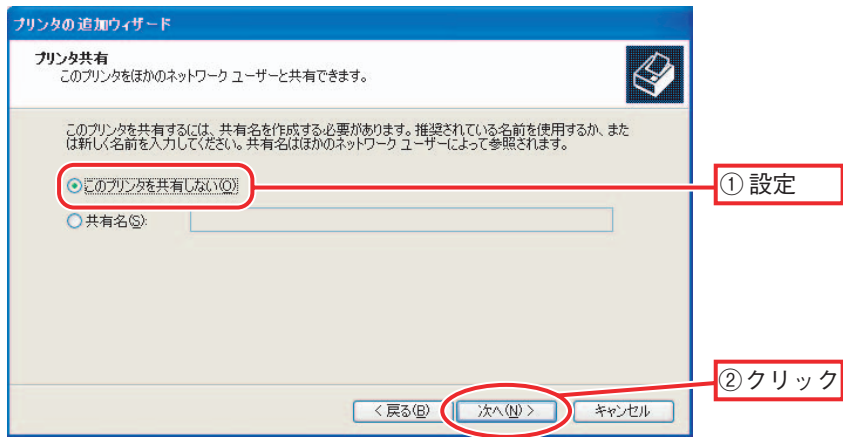 プリンタの追加ウィザード
プリンタ共有
このプリンタをほかのネットワーク ユーザーと共有できます。
このプリンタを共有するには、共有名を作成する必要があります。推奨されている名前を使用するか、また
は新しく名前を入力してください。共有名はほかのネットワーク ユーザーによって参照されます。
このプリンタを共有しない(O)
① 設定
共有名(S):
②クリック
< 戻る(B)
次へ(N) >
キャンセル